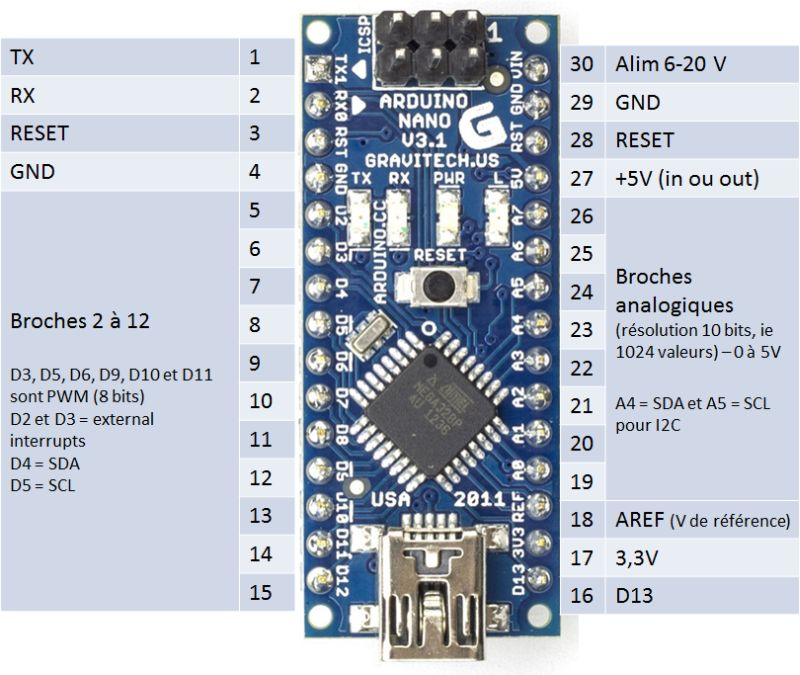 TX 1
RX 2
RESET 3
GND 4
5
6
7
8
9
10
11
12
13
14
15
Broches 2 à 12
D3, D5, D6, D9, D10 et D11
sont PWM (8 bits)
D2 et D3 = external
interrupts
D4 = SDA
D5 = SCL
ICSP
1
TX1
RX0
RST
GND
D2
D3
D4
D5
D6
D7
D8
D9
D10
D11
D12
ARDUINO
NANO
V3.1
G
GRAVITECH.US
TX RX PWR L
ARDUINO.CC
RESET
ATMEL
MEGA328P
AU 1236
USA 2011
VIN
GND
RST
5V
A7
A6
A5
A4
A3
A2
A1
A0
REF
3V3
D13
30 Alim 6-20 V
29 GND
28 RESET
27 +5V (in ou out)
26
25
24
23
22
21
20
19
Broches
analogiques
(résolution 10 bits, ie
1024 valeurs) – 0 à 5V
A4 = SDA et A5 = SCL
pour I2C
18 AREF (V de référence)
17 3,3V
16 D13